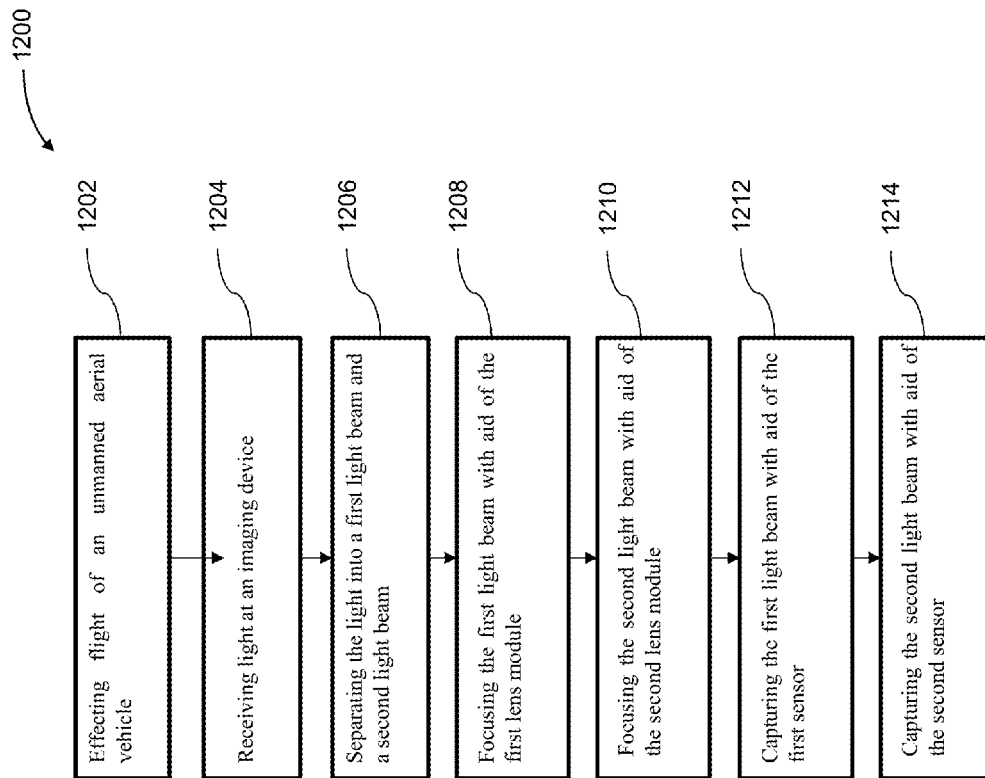 1200
Effecting flight of an unmanned aerial
vehicle
1202
Receiving light at an imaging device
1204
Separating the light into a first light beam and
a second light beam
1206
Focusing the first light beam with aid of the
first lens module
1208
Focusing the second light beam with aid of
the second lens module
1210
Capturing the first light beam with aid of the
first sensor
1212
Capturing the second light beam with aid of
the second sensor
1214